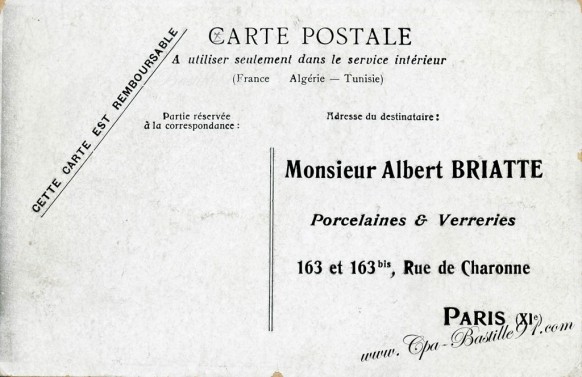 CARTE POSTALE
A utiliser seulement dans le service intérieur
(France Algérie — Tunisie)
CETTE CARTE EST REMBOURSABLE
Partie réservée
à la correspondance :
Adresse du destinataire :
Monsieur Albert BRIATTE
Porcelaines & Verreries
163 et 163bis, Rue de Charonne
PARIS (XIe)
www.Cpa-Bastille91.com